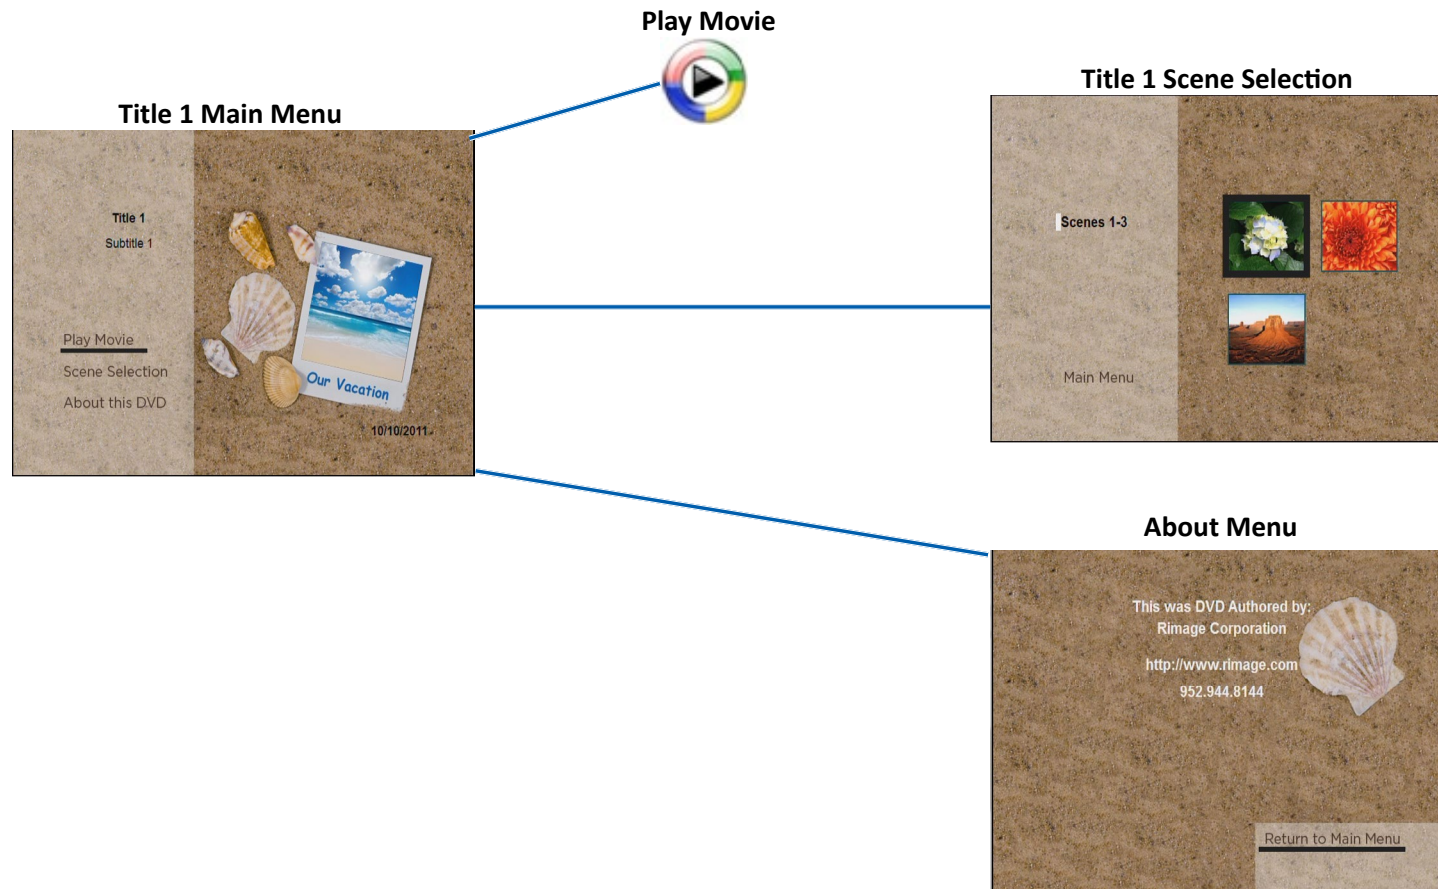 Play Movie
Title 1 Main Menu
Title 1
Subtitle 1
Play Movie
Scene Selection
About this DVD
Our Vacation
10/10/2011
Title 1 Scene Selection
Scenes 1-3
Main Menu
About Menu
This was DVD Authored by:
Rimage Corporation
http://www.rimage.com
952.944.8144
Return to Main Menu